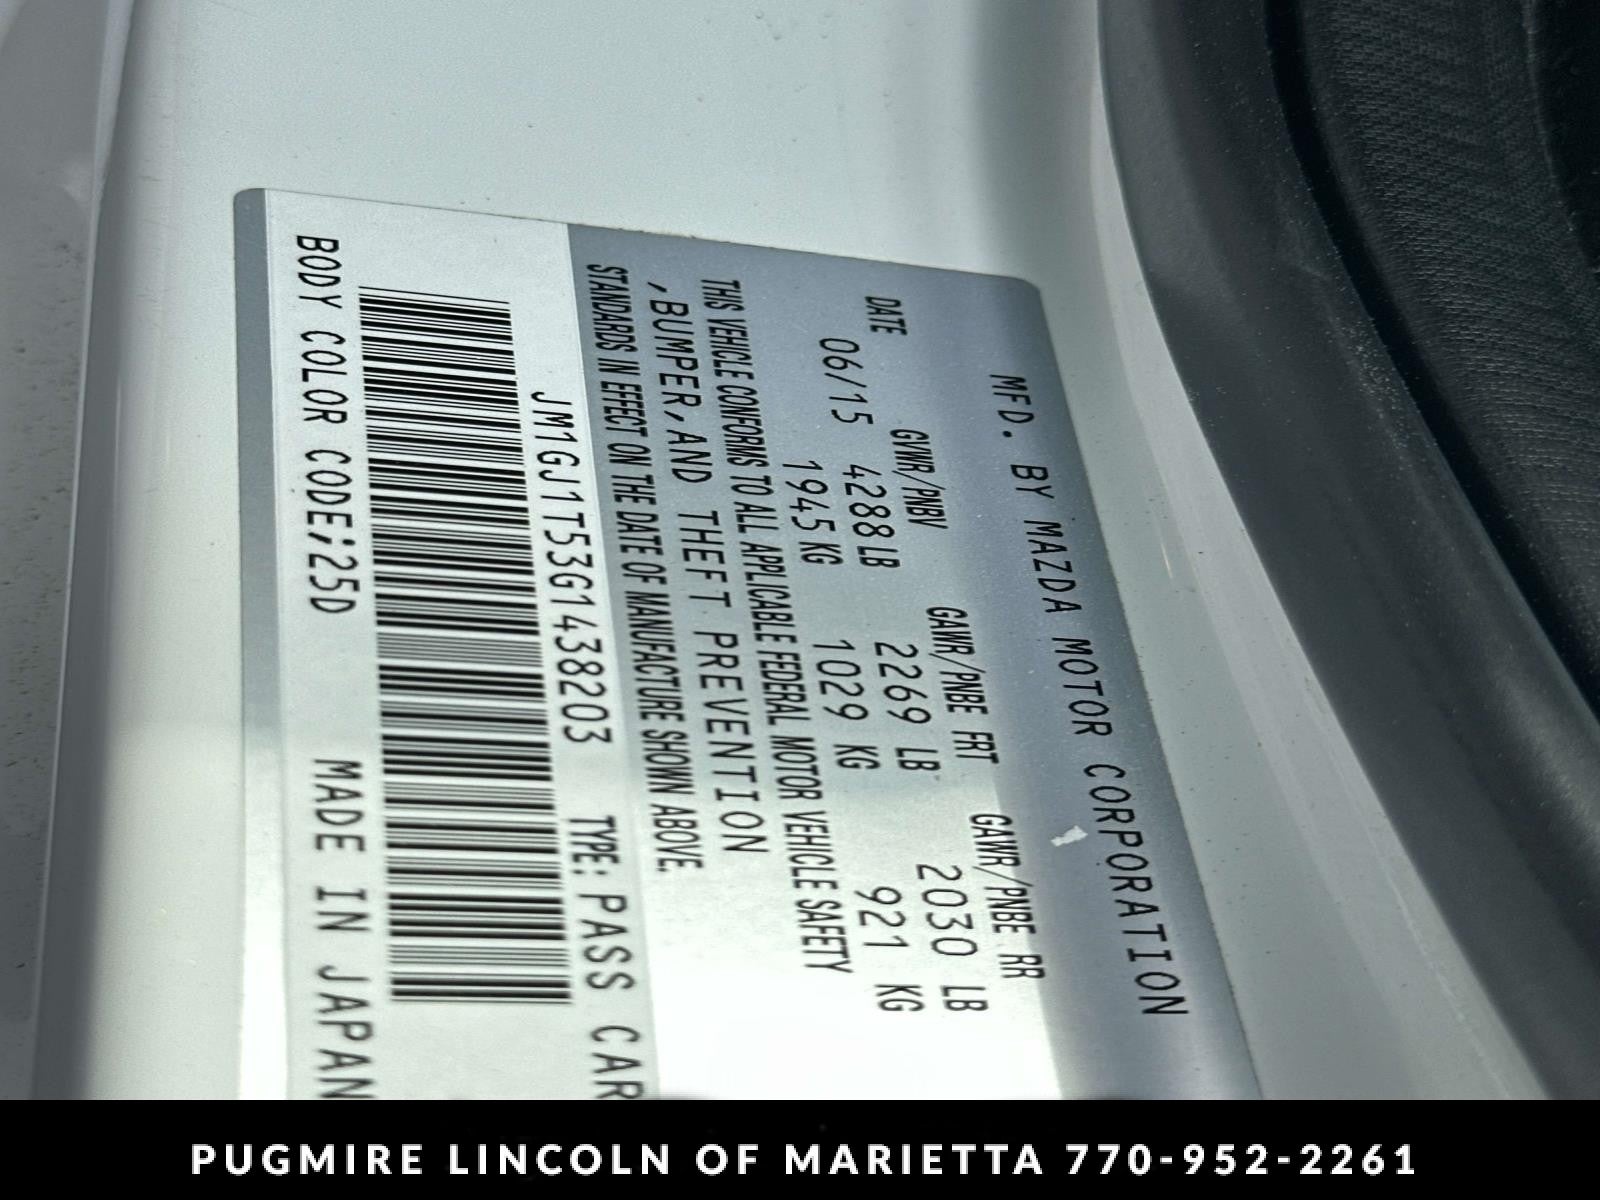 MFD. BY MAZDA MOTOR CORPORATION
DATE GVWR/PNBV GAWR/PNBE FRT GAWR/PNBE RR
06/15 4288 LB 2269 LB 2030 LB
1945 KG 1029 KG 921 KG
THIS VEHICLE CONFORMS TO ALL APPLICABLE FEDERAL MOTOR VEHICLE SAFETY
,BUMPER,AND THEFT PREVENTION
STANDARDS IN EFFECT ON THE DATE OF MANUFACTURE SHOWN ABOVE.
JM1GJ1T53G1438203 TYPE: PASS CAR
BODY COLOR CODE;25D MADE IN JAPAN
PUGMIRE LINCOLN OF MARIETTA 770-952-2261